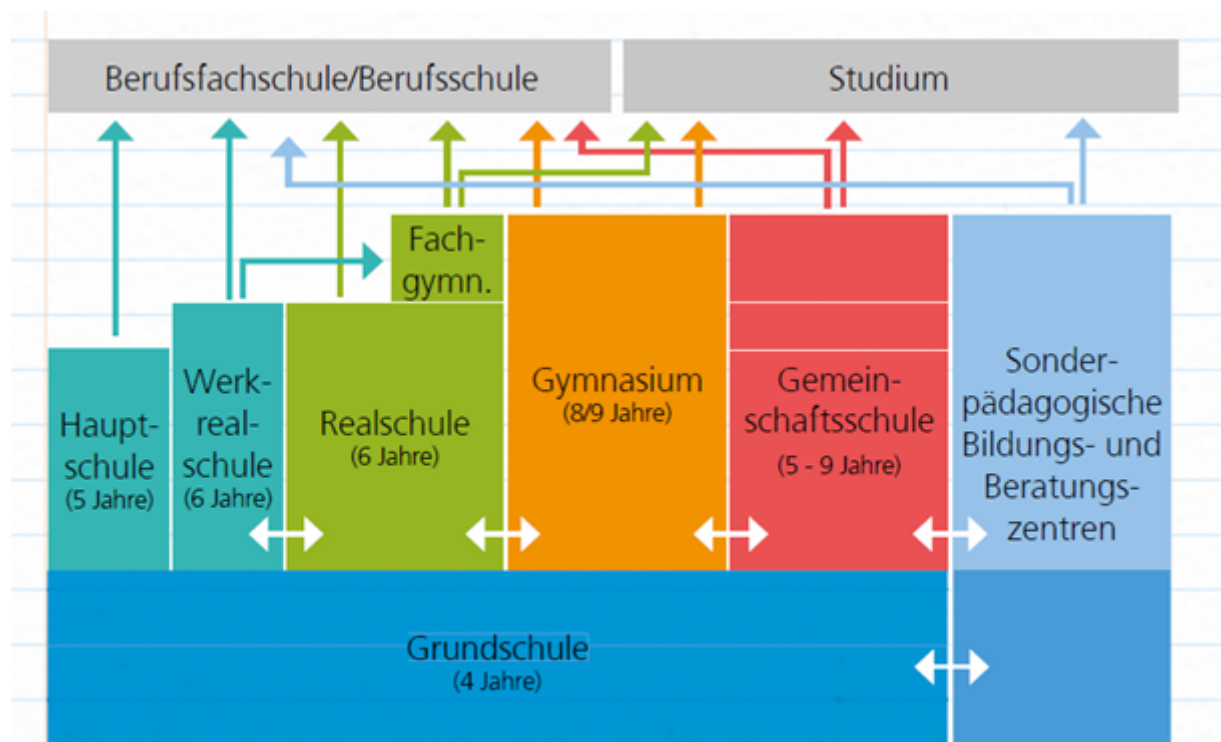 Berufsfachschule/Berufsschule
Studium
Fach-
gymn.
Haupt-
schule
(5 Jahre)
Werk-
real-
schule
(6 Jahre)
Realschule
(6 Jahre)
Gymnasium
(8/9 Jahre)
Gemein-
schaftsschule
(5 - 9 Jahre)
Sonder-
pädagogische
Bildungs- und
Beratungs-
zentren
Grundschule
(4 Jahre)